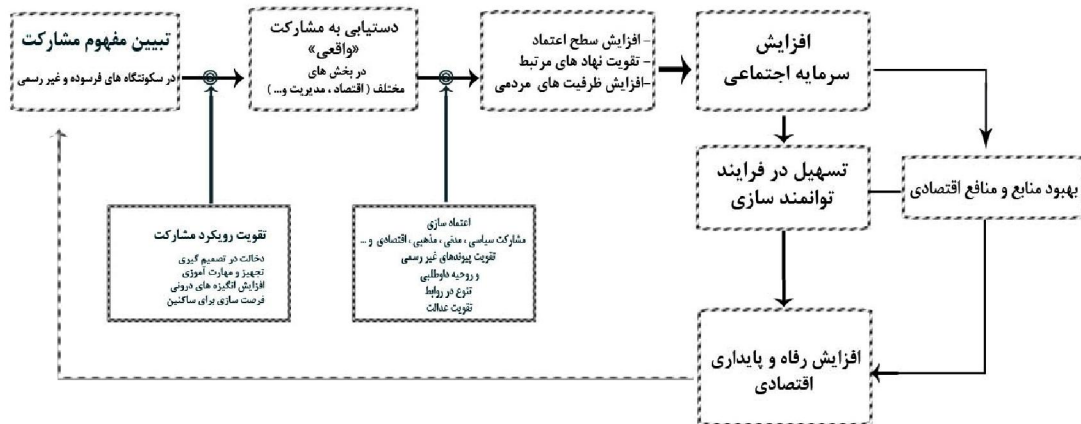 تبیین مفهوم مشارکت
در سکونتگاه های فرسوده و غیر رسمی
دستیابی به مشارکت
«واقعی»
در بخش های
مختلف ( اقتصاد ، مدیریت و... )
– افزایش سطح اعتماد
– تقویت نهاد های مرتبط
–افزایش ظرفیت های مردمی
افزایش
سرمایه اجتماعی
تسهیل در فرایند
توانمند سازی
بهبود منابع و منافع اقتصادی
تقویت رویکرد مشارکت
دخالت در تصمیم گیری
تجهیز و مهارت آموزی
افزایش انگیزه های درونی
فرصت سازی برای ساکنین
اعتماد سازی
مشارکت سیاسی ، مدنی ، مذهبی ، اقتصادی و ...
تقویت پیوندهای غیر رسمی
و روحیه داوطلبی
تنوع در روابط
تقویت عدالت
افزایش رفاه و پایداری
اقتصادی